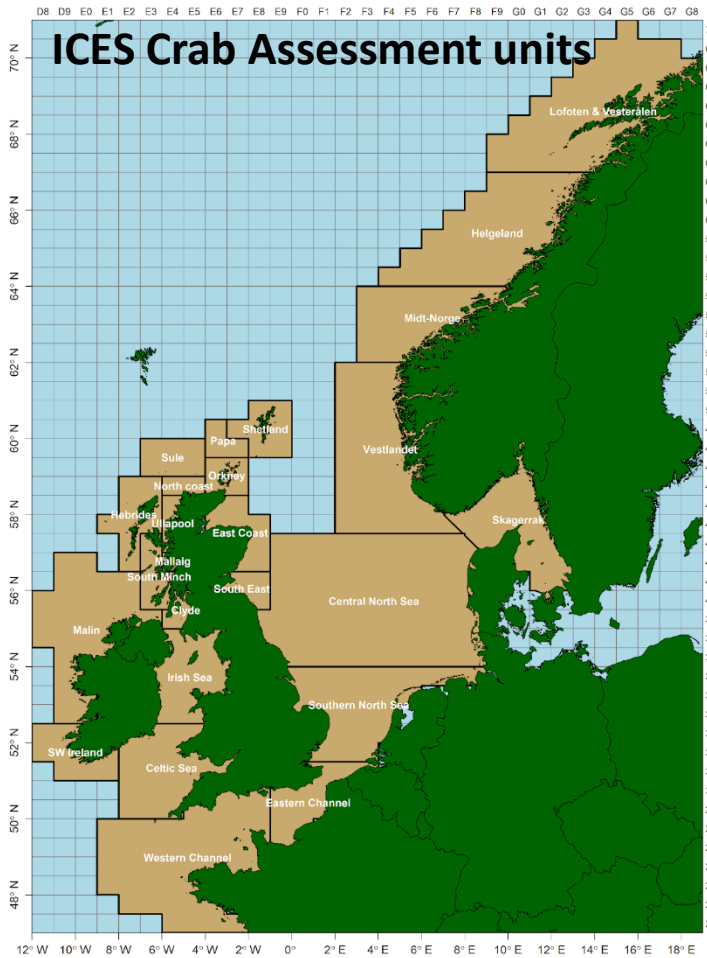 D8 D9 E0 E1 E2 E3 E4 E5 E6 E7 E8 E9 F0 F1 F2 F3 F4 F5 F6 F7 F8 F9 G0 G1 G2 G3 G4 G5 G6 G7 G8
ICES Crab Assessment units
70° N
Lofoten & Vesterålen
68° N
66° N
Helgeland
64° N
Midt-Norge
62° N
Shetland
60° N
Papa
Vestlandet
Sule
Orkney
North coast
58° N
Hebrides
Ullapool
Skagerrak
East Coast
Mallaig
South Minch
South East
56° N
Central North Sea
Clyde
Malin
54° N
Irish Sea
Southern North Sea
52° N
SW Ireland
Celtic Sea
Eastern Channel
50° N
Western Channel
48° N
12° W 10° W 8° W 6° W 4° W 2° W 0° 2° E 4° E 6° E 8° E 10° E 12° E 14° E 16° E 18° E